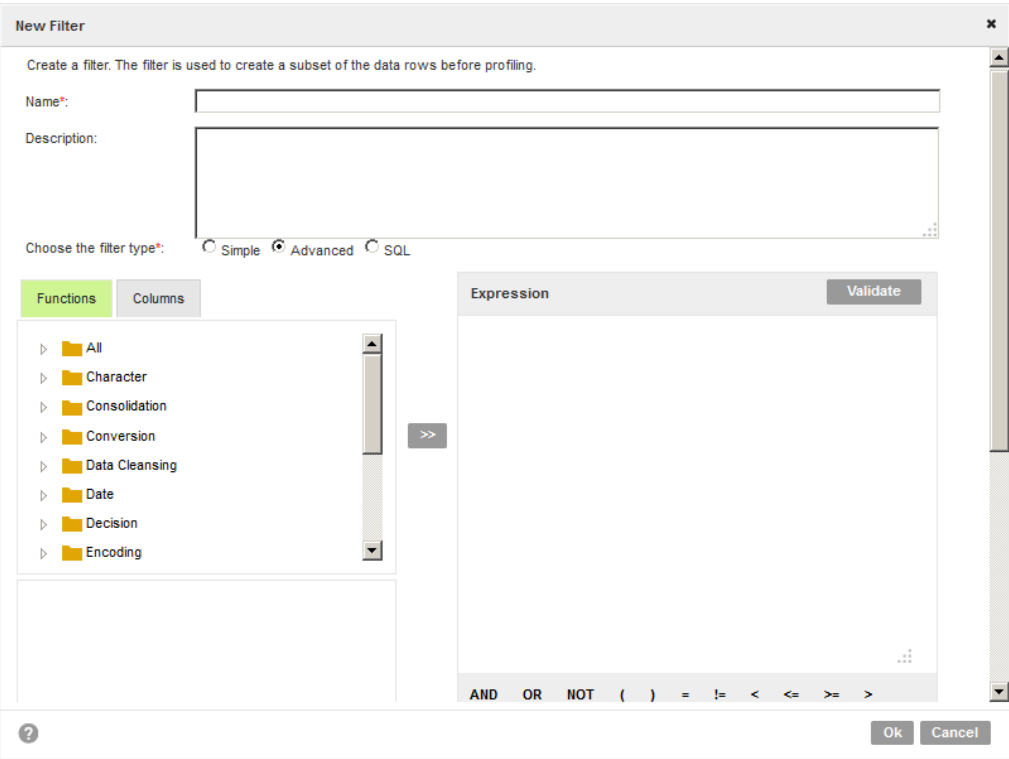 New Filter
Create a filter. The filter is used to create a subset of the data rows before profiling.
Name*:
Description:
Choose the filter type*: Simple Advanced SQL
Functions Columns
All
Character
Consolidation
Conversion
Data Cleansing
Date
Decision
Encoding
>>
Expression Validate
AND OR NOT ( ) = != < <= >= >
? Ok Cancel